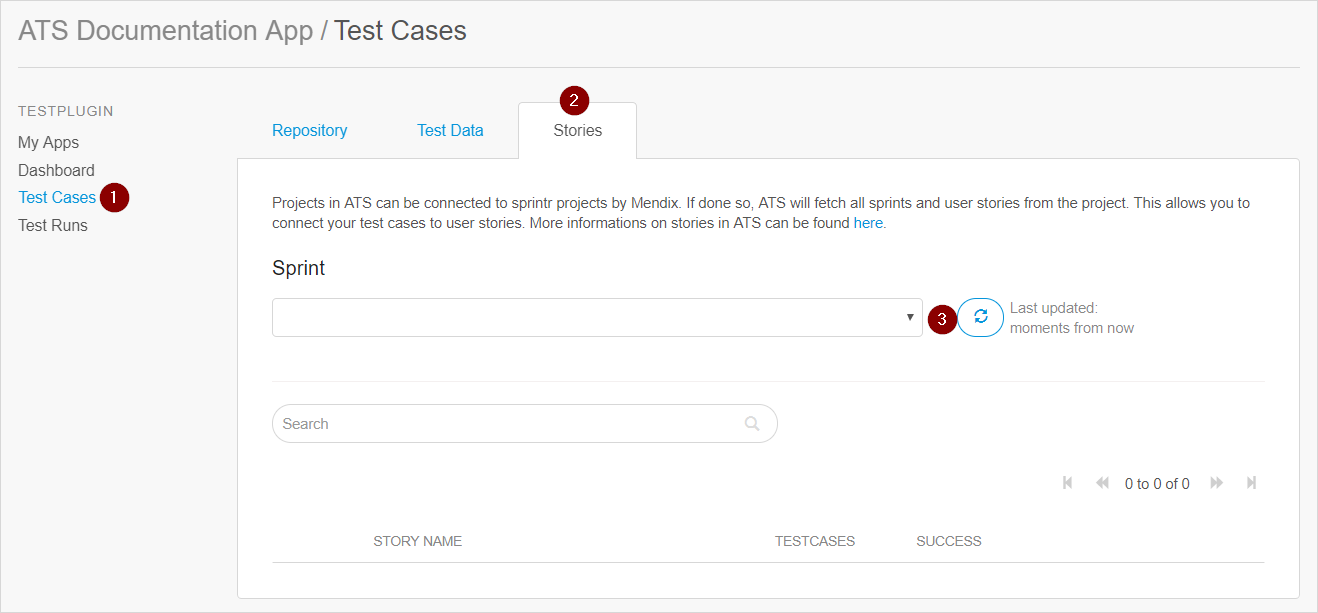 ATS Documentation App / Test Cases
TESTPLUGIN
My Apps
Dashboard
Test Cases 1
Test Runs
2
Repository Test Data Stories
Projects in ATS can be connected to sprintr projects by Mendix. If done so, ATS will fetch all sprints and user stories from the project. This allows you to
connect your test cases to user stories. More informations on stories in ATS can be found here.
Sprint
3
Last updated:
moments from now
Search
0 to 0 of 0
STORY NAME TESTCASES SUCCESS